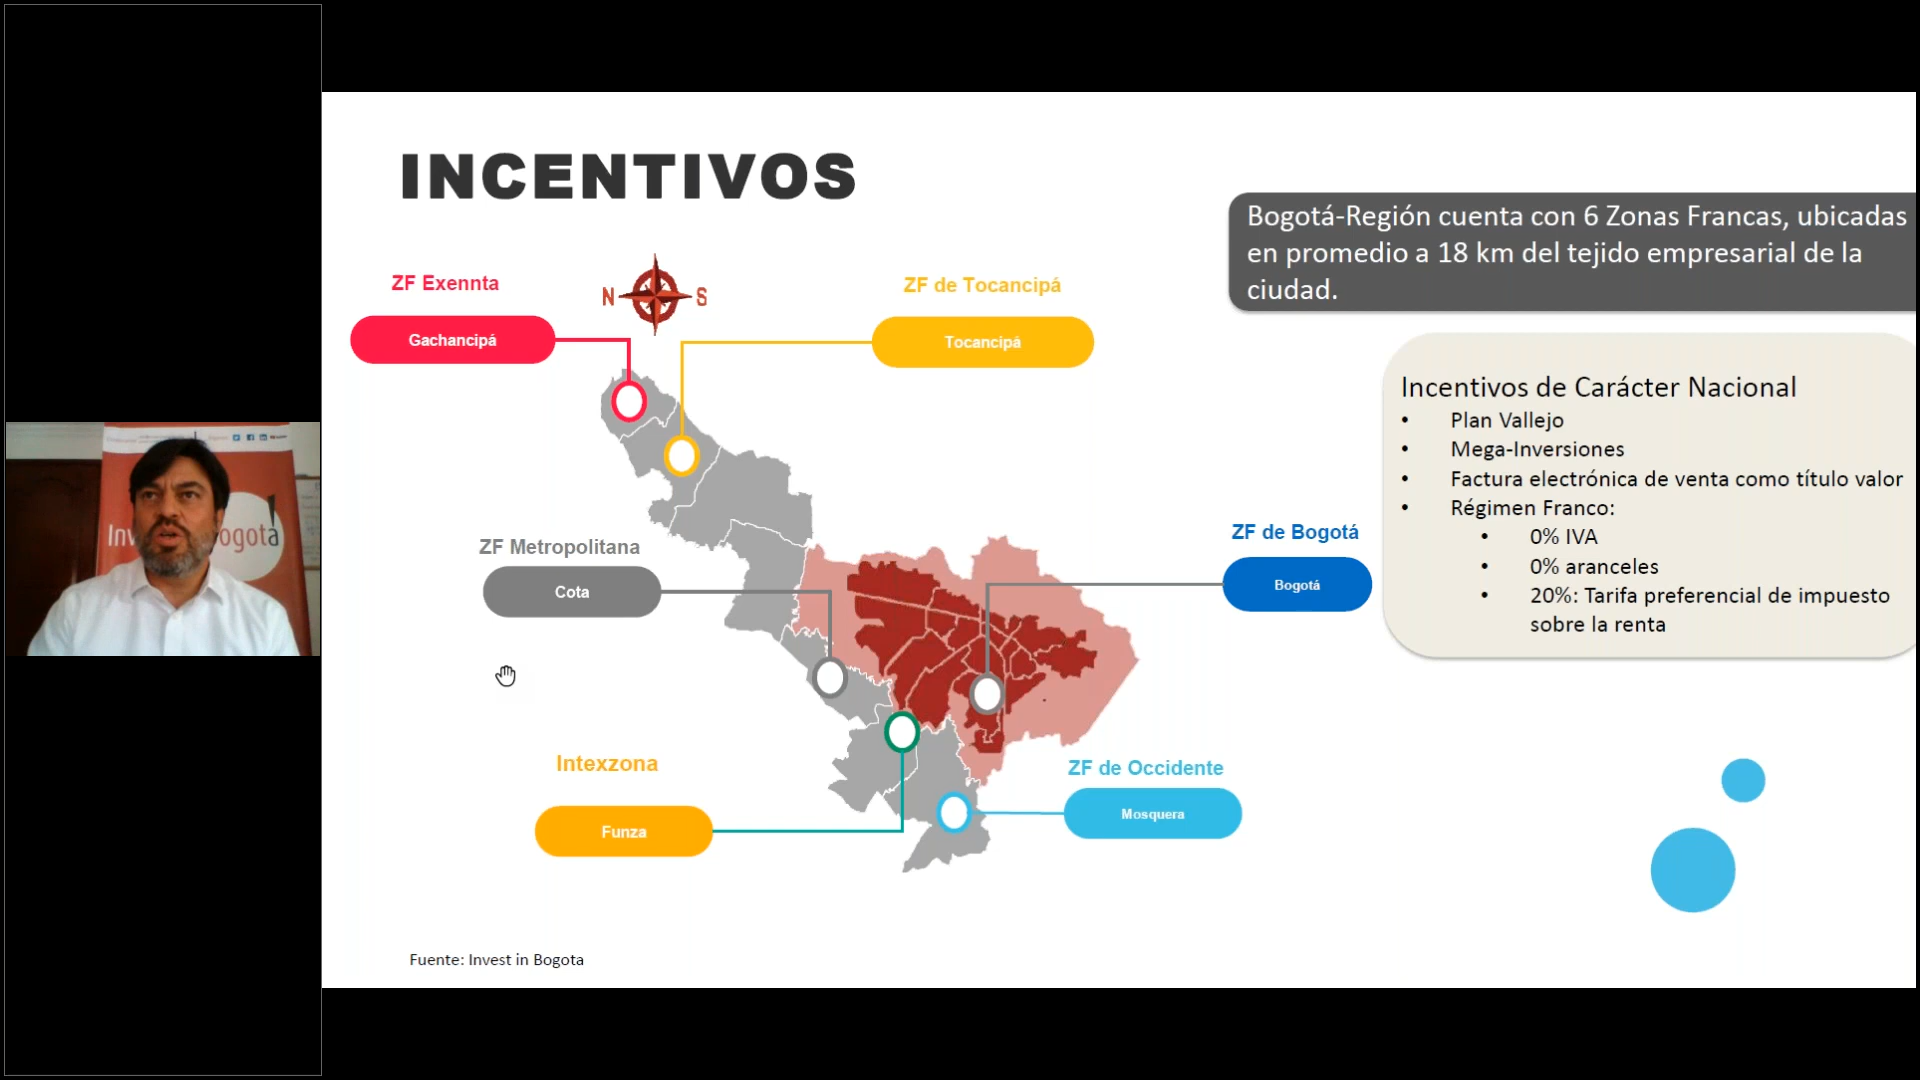 INCENTIVOS
Bogotá-Región cuenta con 6 Zonas Francas, ubicadas
en promedio a 18 km del tejido empresarial de la
ciudad.
ZF Exennta
Gachancipá
N
S
ZF de Tocancipá
Tocancipá
Incentivos de Carácter Nacional
• Plan Vallejo
• Mega-Inversiones
• Factura electrónica de venta como título valor
• Régimen Franco:
• 0% IVA
• 0% aranceles
• 20%: Tarifa preferencial de impuesto
sobre la renta
ZF Metropolitana
Cota
ZF de Bogotá
Bogotá
Intexzona
Funza
ZF de Occidente
Mosquera
Fuente: Invest in Bogota
Inv
ogotá